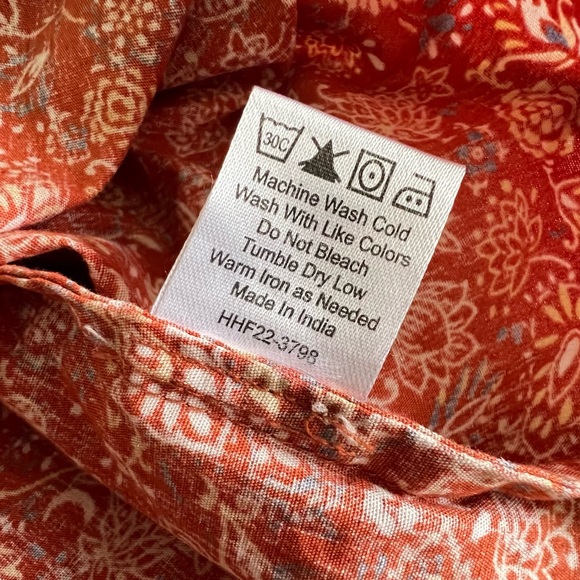 30C
Machine Wash Cold
Wash With Like Colors
Do Not Bleach
Tumble Dry Low
Warm Iron as Needed
Made In India
HHF22-3798